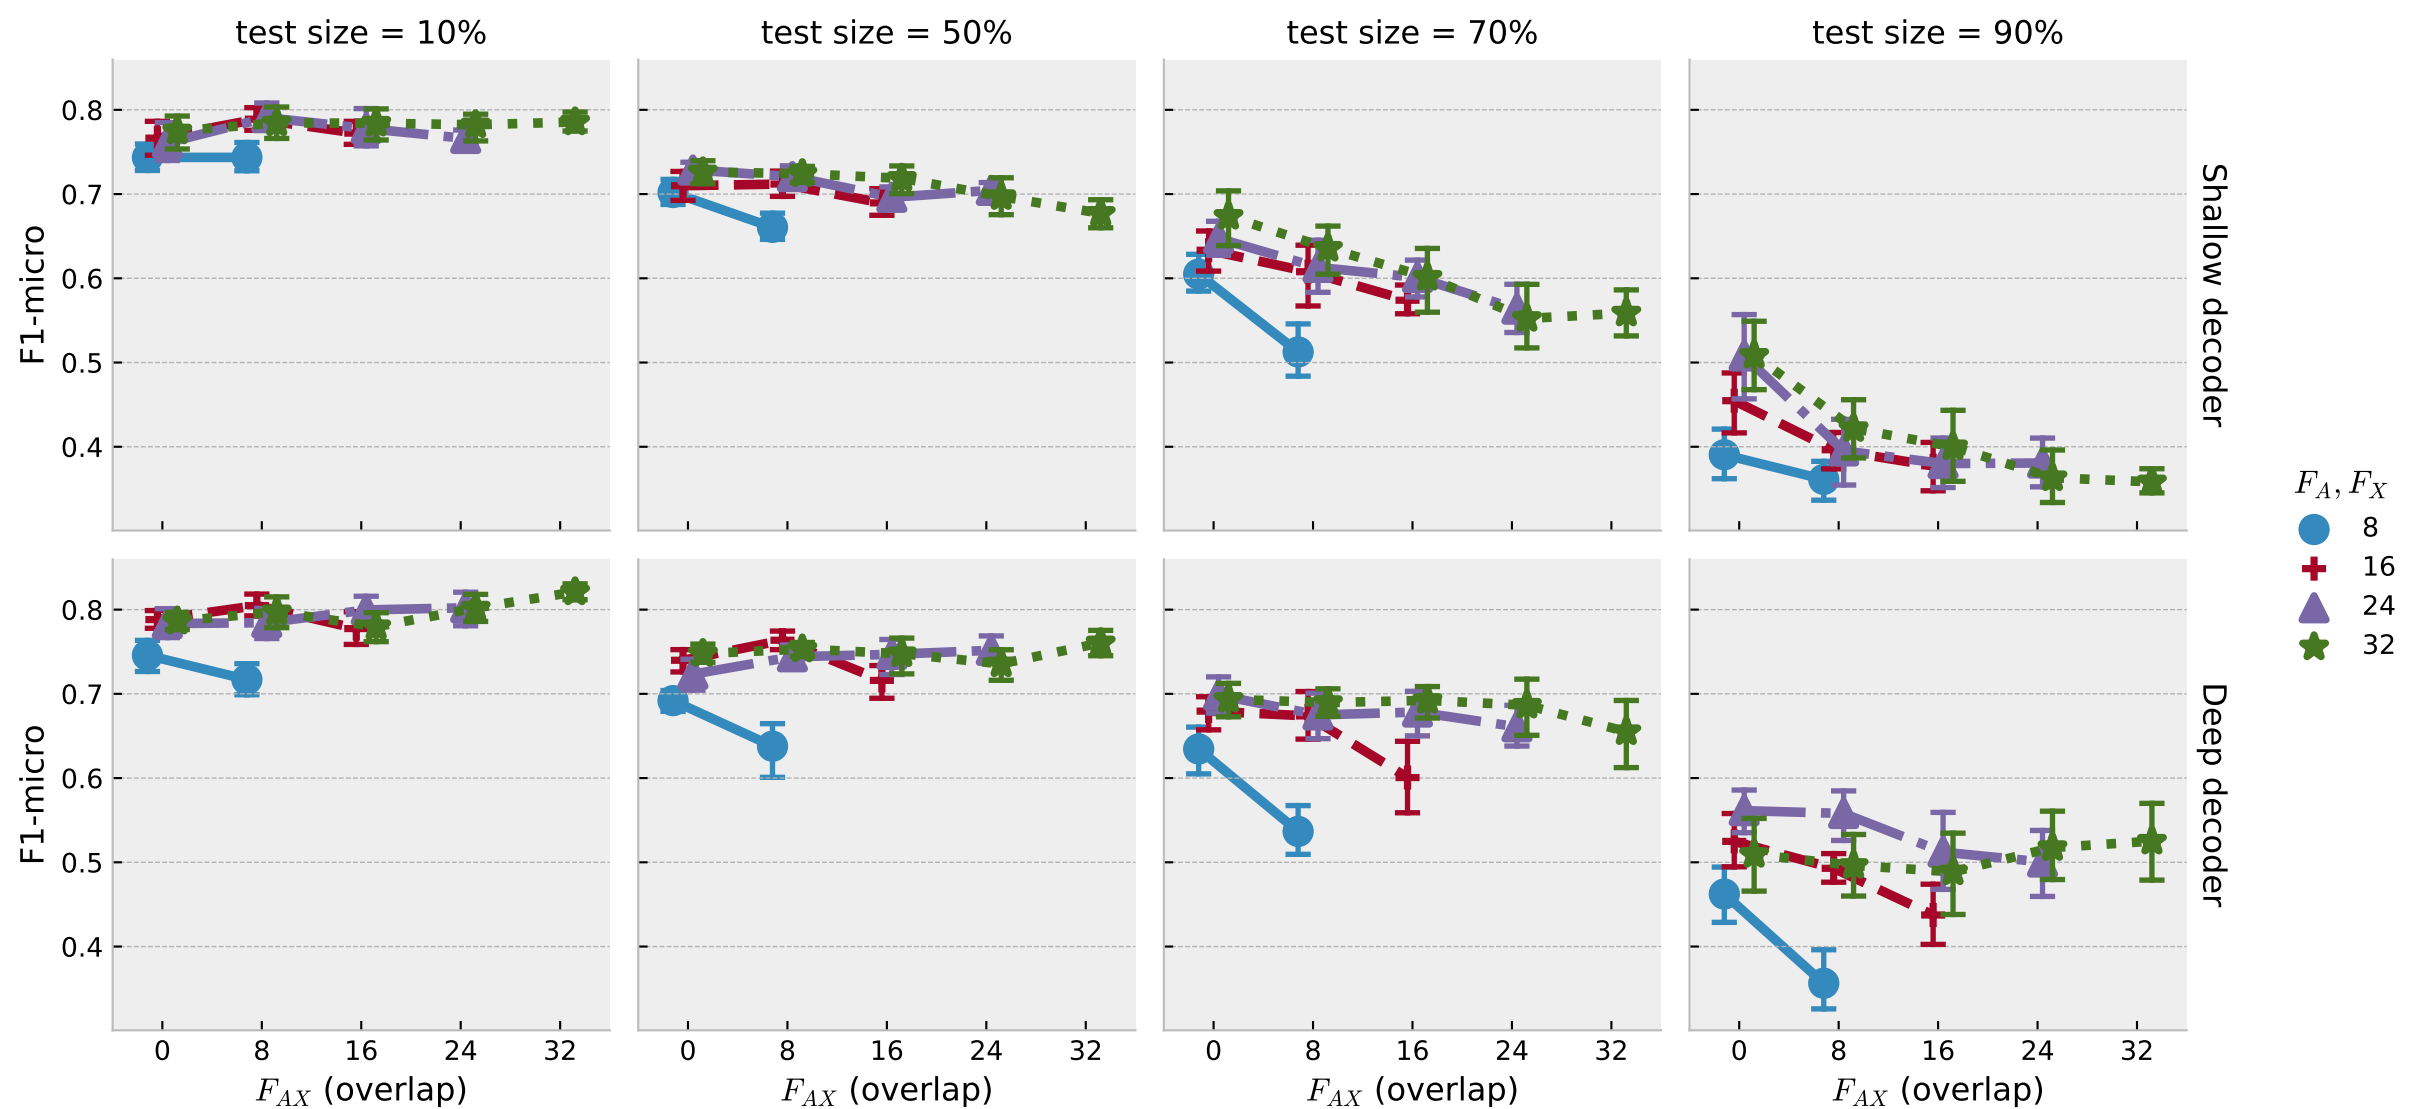 test size = 10% test size = 50% test size = 70% test size = 90%
F1-micro
0.8
0.7
0.6
0.5
0.4
Shallow decoder
F_A, F_X
8
16
24
32
F1-micro
0.8
0.7
0.6
0.5
0.4
Deep decoder
0 8 16 24 32 0 8 16 24 32 0 8 16 24 32 0 8 16 24 32
F_AX (overlap) F_AX (overlap) F_AX (overlap) F_AX (overlap)